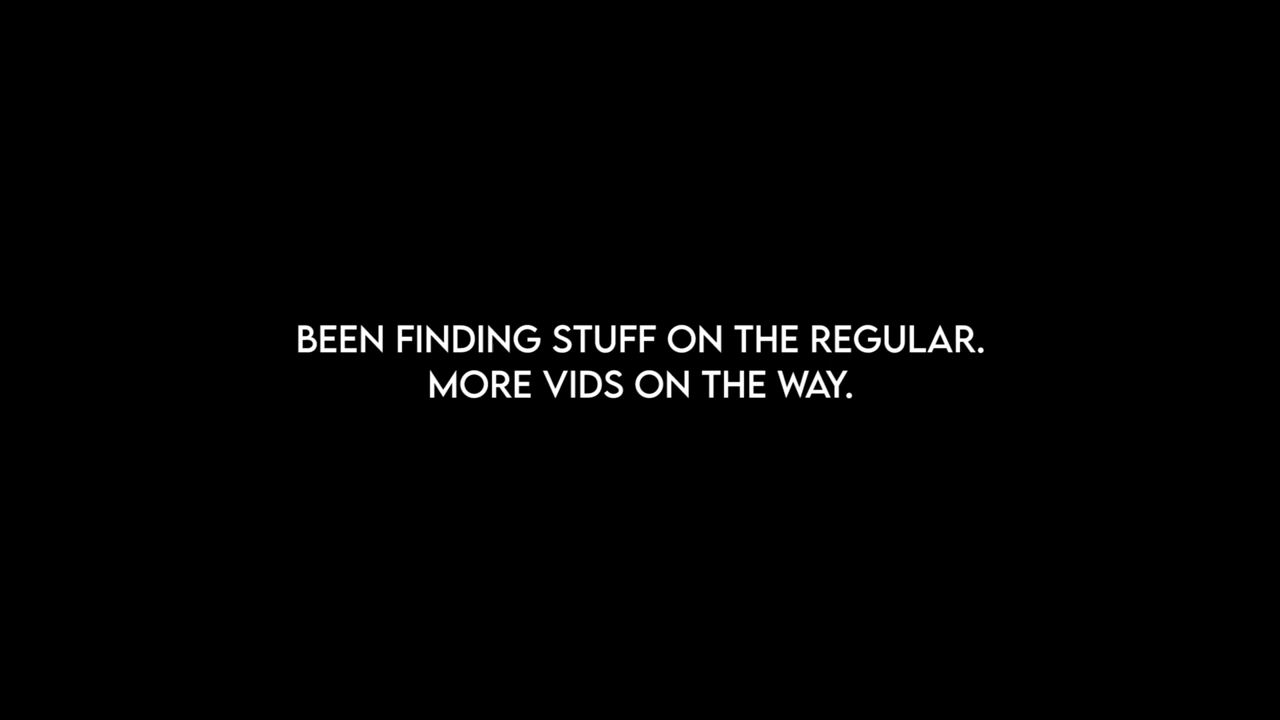 BEEN FINDING STUFF ON THE REGULAR.
MORE VIDS ON THE WAY.